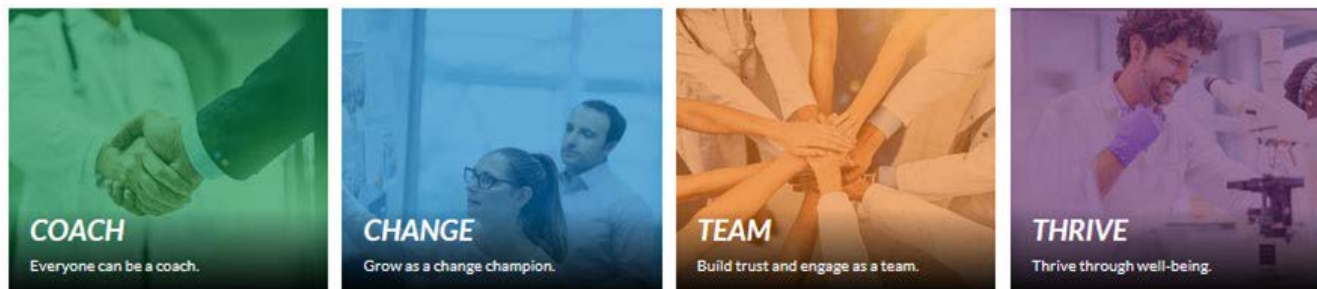 COACH
Everyone can be a coach.
CHANGE
Grow as a change champion.
TEAM
Build trust and engage as a team.
THRIVE
Thrive through well-being.